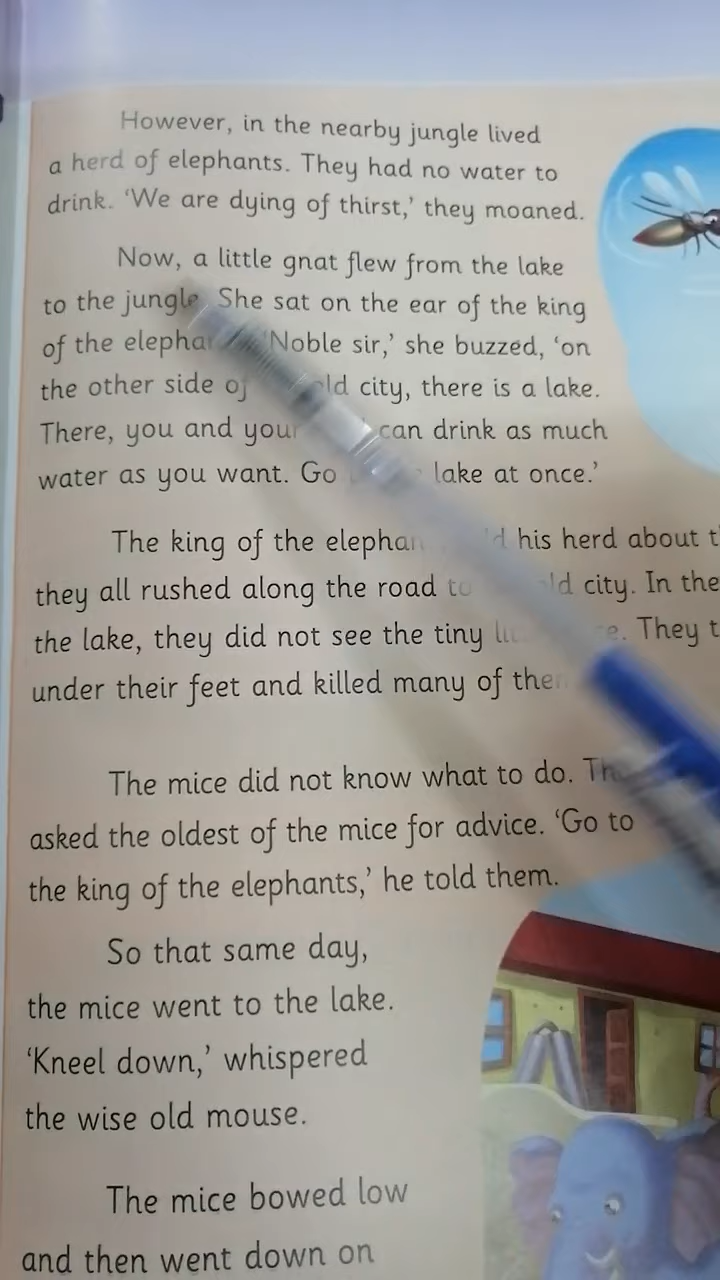 However, in the nearby jungle lived
a herd of elephants. They had no water to
drink. ‘We are dying of thirst,’ they moaned.
Now, a little gnat flew from the lake
to the jungle. She sat on the ear of the king
of the ‘Noble sir,’ she buzzed, ‘on
the other side of city, there is a lake.
There, you and can drink as much
water as you want. Go lake at once.’
The king of the his herd about
they all rushed along the road city. In the
the lake, they did not see the tiny They
under their feet and killed many of
The mice did not know what to do.
asked the oldest of the mice for advice. ‘Go to
the king of the elephants,’ he told them.
So that same day,
the mice went to the lake.
‘Kneel down,’ whispered
the wise old mouse.
The mice bowed low
and then went down on